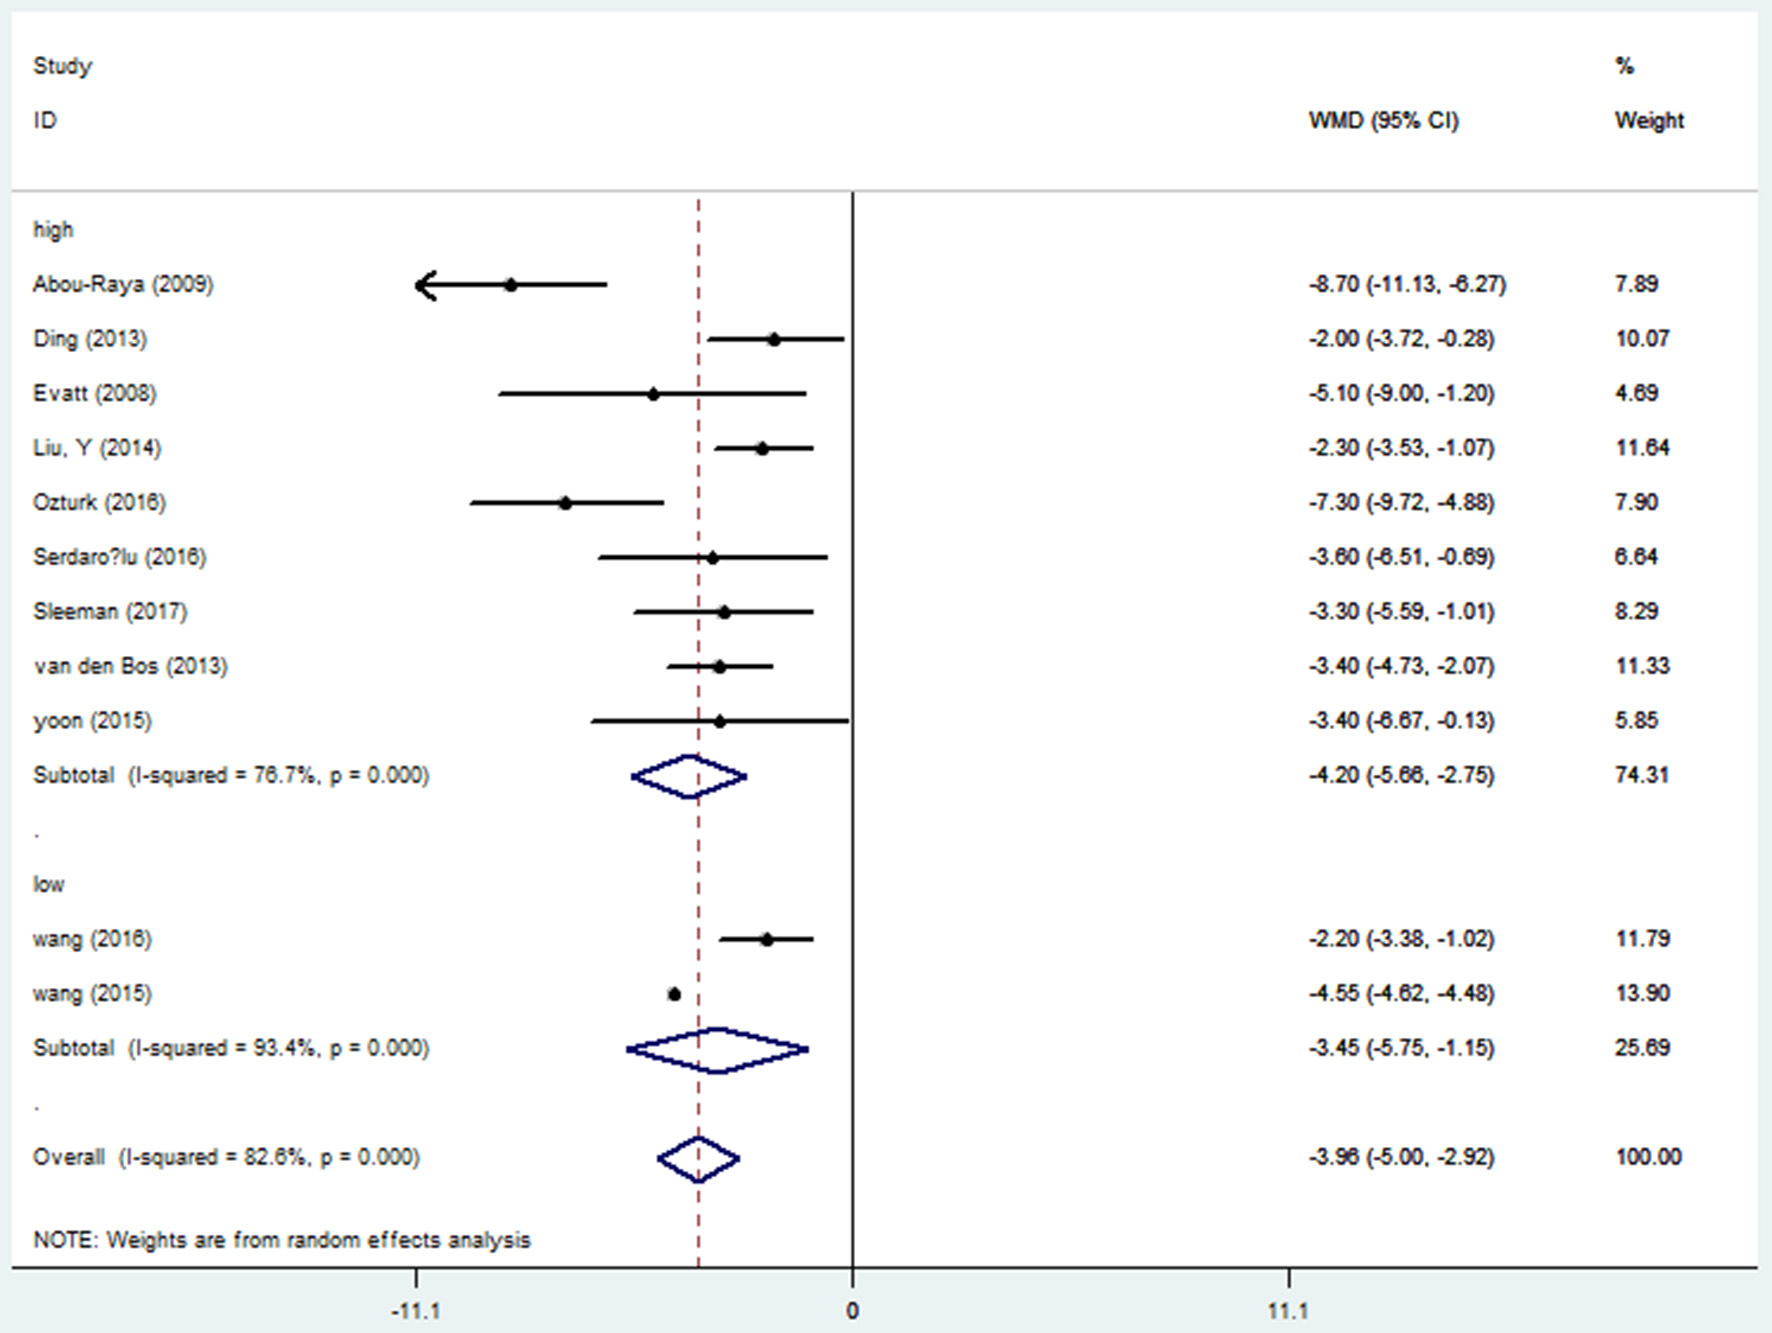 Study %
ID WMD (95% CI) Weight
high
Abou-Raya (2009) -8.70 (-11.13, -6.27) 7.89
Ding (2013) -2.00 (-3.72, -0.28) 10.07
Evatt (2008) -5.10 (-9.00, -1.20) 4.69
Liu, Y (2014) -2.30 (-3.53, -1.07) 11.64
Ozturk (2016) -7.30 (-9.72, -4.88) 7.90
Serdaro?lu (2016) -3.60 (-6.51, -0.69) 6.64
Sleeman (2017) -3.30 (-5.59, -1.01) 8.29
van den Bos (2013) -3.40 (-4.73, -2.07) 11.33
yoon (2015) -3.40 (-6.67, -0.13) 5.85
Subtotal (I-squared = 76.7%, p = 0.000) -4.20 (-5.66, -2.75) 74.31
.
low
wang (2016) -2.20 (-3.38, -1.02) 11.79
wang (2015) -4.55 (-4.62, -4.48) 13.90
Subtotal (I-squared = 93.4%, p = 0.000) -3.45 (-5.75, -1.15) 25.69
.
Overall (I-squared = 82.6%, p = 0.000) -3.96 (-5.00, -2.92) 100.00
NOTE: Weights are from random effects analysis
-11.1 0 11.1